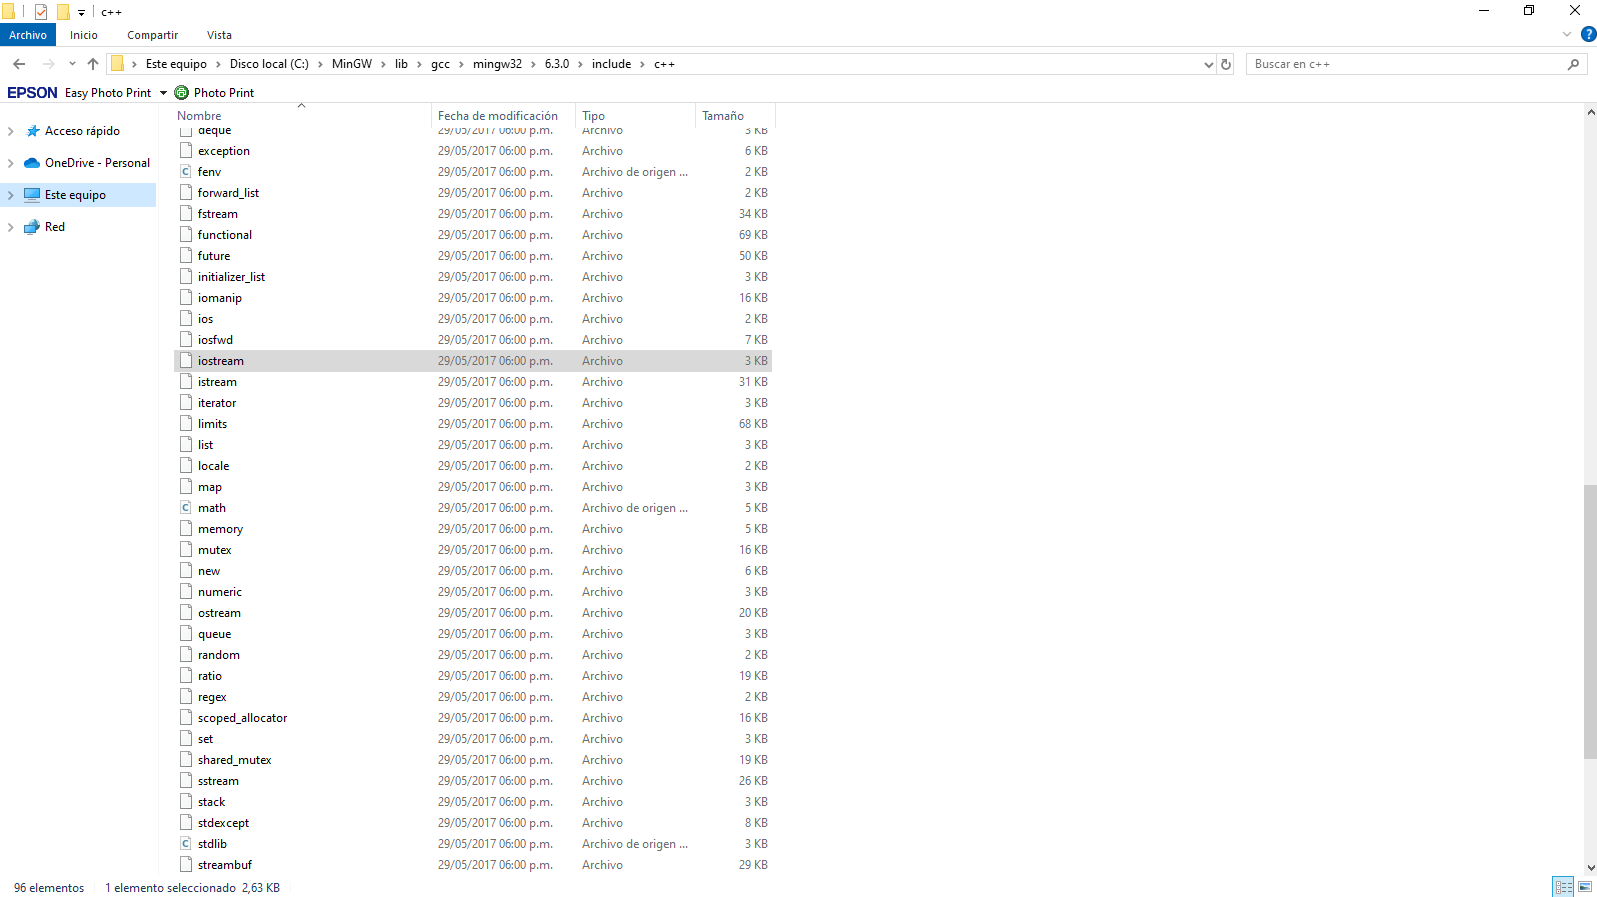 c++
Archivo Inicio Compartir Vista
Este equipo Disco local (C:) MinGW lib gcc mingw32 6.3.0 include c++ Buscar en c++
EPSON Easy Photo Print Photo Print
Nombre Fecha de modificación Tipo Tamaño
Acceso rápido
OneDrive - Personal
Este equipo
Red
deque 29/05/2017 06:00 p.m. Archivo 3 KB
exception 29/05/2017 06:00 p.m. Archivo 6 KB
fenv 29/05/2017 06:00 p.m. Archivo de origen ... 2 KB
forward_list 29/05/2017 06:00 p.m. Archivo 2 KB
fstream 29/05/2017 06:00 p.m. Archivo 34 KB
functional 29/05/2017 06:00 p.m. Archivo 69 KB
future 29/05/2017 06:00 p.m. Archivo 50 KB
initializer_list 29/05/2017 06:00 p.m. Archivo 3 KB
iomanip 29/05/2017 06:00 p.m. Archivo 16 KB
ios 29/05/2017 06:00 p.m. Archivo 2 KB
iosfwd 29/05/2017 06:00 p.m. Archivo 7 KB
iostream 29/05/2017 06:00 p.m. Archivo 3 KB
istream 29/05/2017 06:00 p.m. Archivo 31 KB
iterator 29/05/2017 06:00 p.m. Archivo 3 KB
limits 29/05/2017 06:00 p.m. Archivo 68 KB
list 29/05/2017 06:00 p.m. Archivo 3 KB
locale 29/05/2017 06:00 p.m. Archivo 2 KB
map 29/05/2017 06:00 p.m. Archivo 3 KB
math 29/05/2017 06:00 p.m. Archivo de origen ... 5 KB
memory 29/05/2017 06:00 p.m. Archivo 5 KB
mutex 29/05/2017 06:00 p.m. Archivo 16 KB
new 29/05/2017 06:00 p.m. Archivo 6 KB
numeric 29/05/2017 06:00 p.m. Archivo 3 KB
ostream 29/05/2017 06:00 p.m. Archivo 20 KB
queue 29/05/2017 06:00 p.m. Archivo 3 KB
random 29/05/2017 06:00 p.m. Archivo 2 KB
ratio 29/05/2017 06:00 p.m. Archivo 19 KB
regex 29/05/2017 06:00 p.m. Archivo 2 KB
scoped_allocator 29/05/2017 06:00 p.m. Archivo 16 KB
set 29/05/2017 06:00 p.m. Archivo 3 KB
shared_mutex 29/05/2017 06:00 p.m. Archivo 19 KB
sstream 29/05/2017 06:00 p.m. Archivo 26 KB
stack 29/05/2017 06:00 p.m. Archivo 3 KB
stdexcept 29/05/2017 06:00 p.m. Archivo 8 KB
stdlib 29/05/2017 06:00 p.m. Archivo de origen ... 3 KB
streambuf 29/05/2017 06:00 p.m. Archivo 29 KB
96 elementos 1 elemento seleccionado 2,63 KB